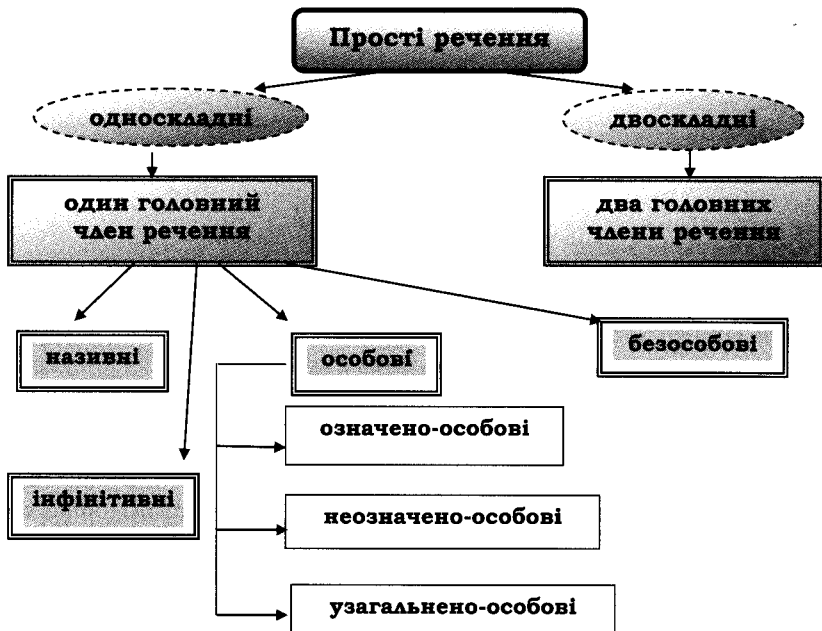 Прості речення
односкладні
двоскладні
один головний
член речення
два головних
члени речення
називні
особові
безособові
означено-особові
інфінітивні
неозначено-особові
узагальнено-особові